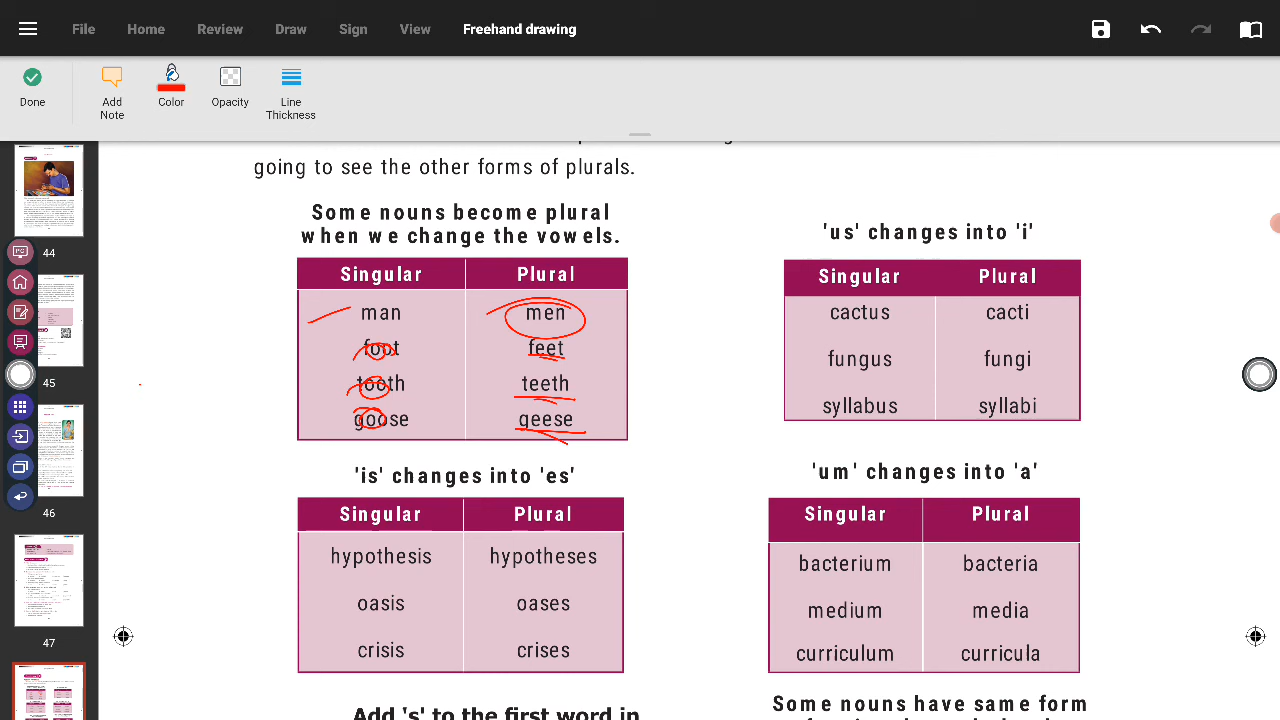 File Home Review Draw Sign View Freehand drawing
Done
Add Note
Color
Opacity
Line Thickness
44
45
46
47
going to see the other forms of plurals.
Some nouns become plural
when we change the vowels.
Singular Plural
man men
foot feet
tooth teeth
goose geese
'us' changes into 'i'
Singular Plural
cactus cacti
fungus fungi
syllabus syllabi
'is' changes into 'es'
Singular Plural
hypothesis hypotheses
oasis oases
crisis crises
'um' changes into 'a'
Singular Plural
bacterium bacteria
medium media
curriculum curricula
Add 's' to the first word in
Some nouns have same form